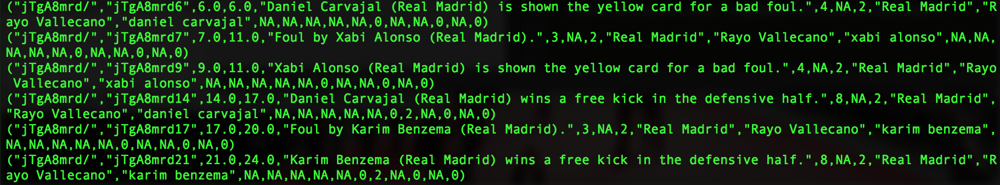 ("jTgA8mrd/","jTgA8mrd6",6.0,6.0,"Daniel Carvajal (Real Madrid) is shown the yellow card for a bad foul.",4,NA,2,"Real Madrid","R
ayo Vallecano","daniel carvajal",NA,NA,NA,NA,NA,0,NA,NA,0,NA,0)
("jTgA8mrd/","jTgA8mrd7",7.0,11.0,"Foul by Xabi Alonso (Real Madrid).",3,NA,2,"Real Madrid","Rayo Vallecano","xabi alonso",NA,NA,
NA,NA,NA,0,NA,NA,0,NA,0)
("jTgA8mrd/","jTgA8mrd9",9.0,11.0,"Xabi Alonso (Real Madrid) is shown the yellow card for a bad foul.",4,NA,2,"Real Madrid","Rayo
 Vallecano","xabi alonso",NA,NA,NA,NA,NA,0,NA,NA,0,NA,0)
("jTgA8mrd/","jTgA8mrd14",14.0,17.0,"Daniel Carvajal (Real Madrid) wins a free kick in the defensive half.",8,NA,2,"Real Madrid",
"Rayo Vallecano","daniel carvajal",NA,NA,NA,NA,NA,0,2,NA,0,NA,0)
("jTgA8mrd/","jTgA8mrd17",17.0,20.0,"Foul by Karim Benzema (Real Madrid).",3,NA,2,"Real Madrid","Rayo Vallecano","karim benzema",
NA,NA,NA,NA,NA,0,NA,NA,0,NA,0)
("jTgA8mrd/","jTgA8mrd21",21.0,24.0,"Karim Benzema (Real Madrid) wins a free kick in the defensive half.",8,NA,2,"Real Madrid","R
ayo Vallecano","karim benzema",NA,NA,NA,NA,NA,0,2,NA,0,NA,0)